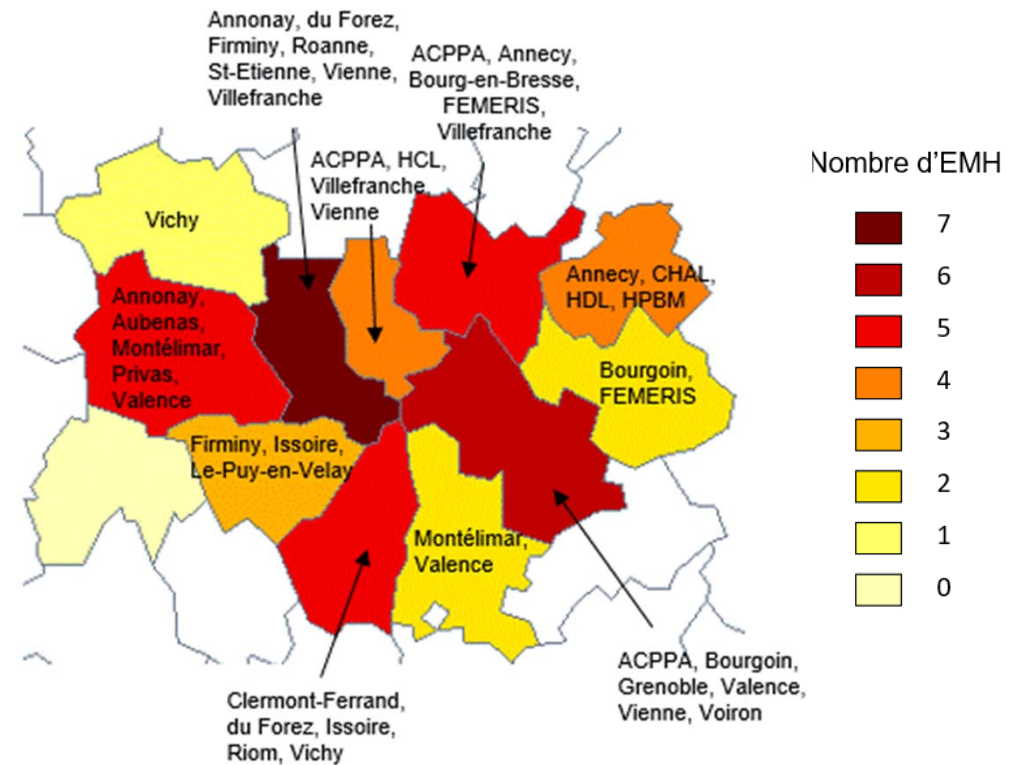 Annonay, du Forez,
Firminy, Roanne,
St-Etienne, Vienne,
Villefranche
ACPPA, Annecy,
Bourg-en-Bresse,
FEMERIS,
Villefranche
ACPPA, HCL,
Villefranche
Vienne
Vichy
Annecy, CHAL,
HDL, HPBM
Annonay,
Aubenas,
Montélimar,
Privas,
Valence
Bourgoin,
FEMERIS
Firminy, Issoire,
Le-Puy-en-Velay
Montélimar,
Valence
ACPPA, Bourgoin,
Grenoble, Valence,
Vienne, Voiron
Clermont-Ferrand,
du Forez, Issoire,
Riom, Vichy
Nombre d’EMH
7
6
5
4
3
2
1
0